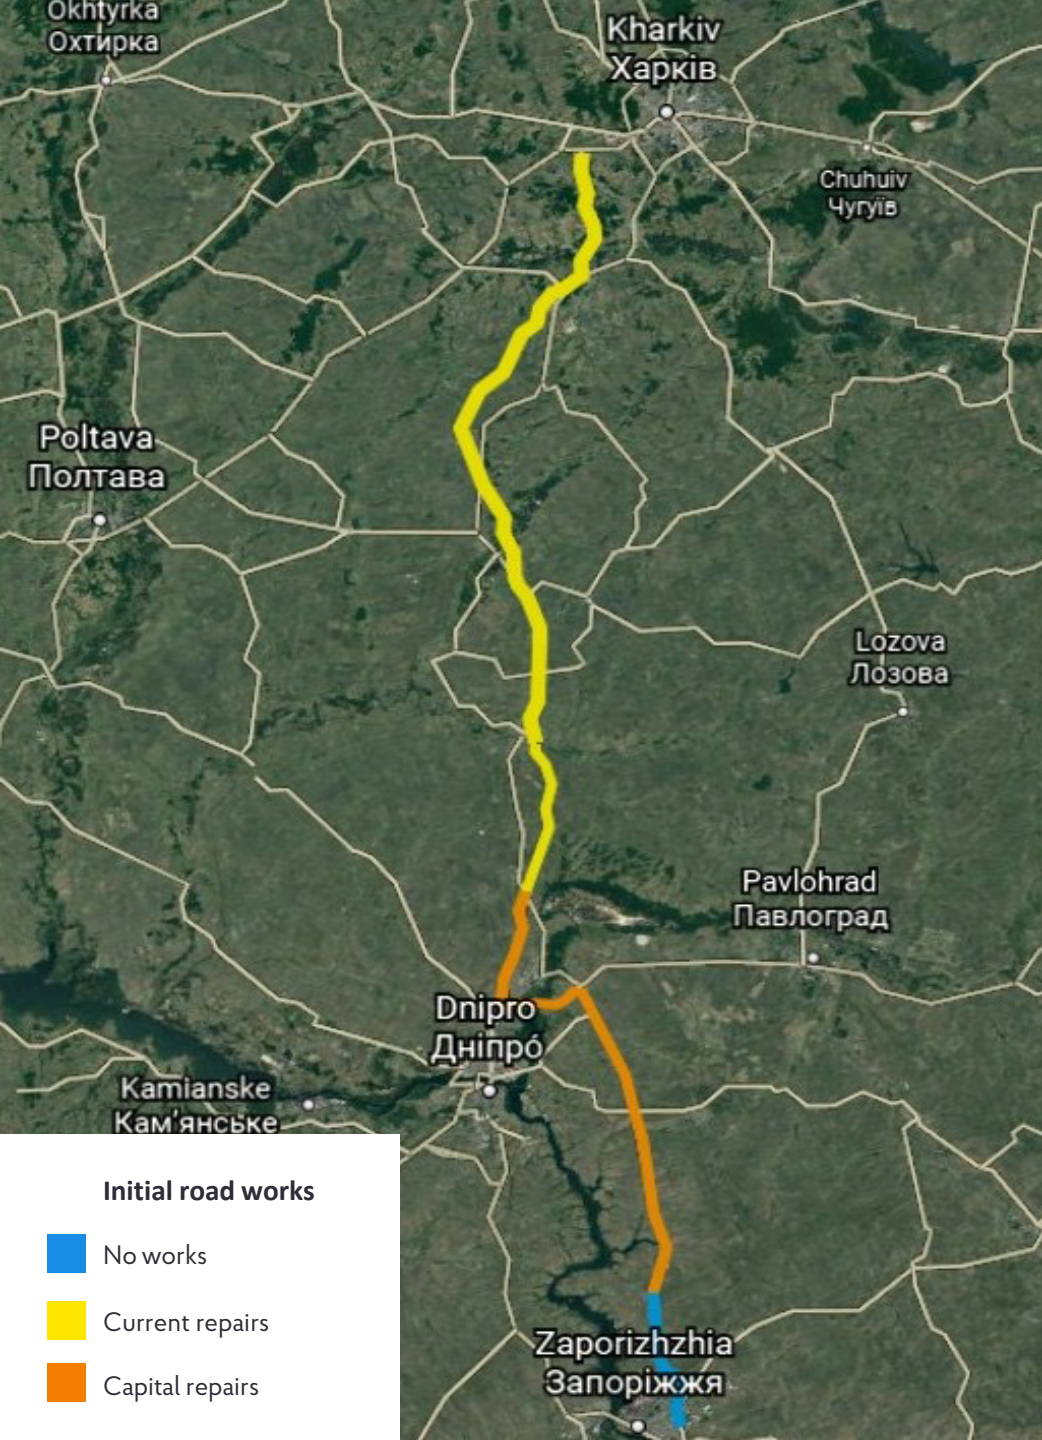 Okhtyrka
Охтирка
Kharkiv
Харків
Chuhuiv
Чугуїв
Poltava
Полтава
Lozova
Лозова
Pavlohrad
Павлоград
Dnipro
Дніпро́
Kamianske
Кам'янське
Zaporizhzhia
Запоріжжя
Initial road works
No works
Current repairs
Capital repairs